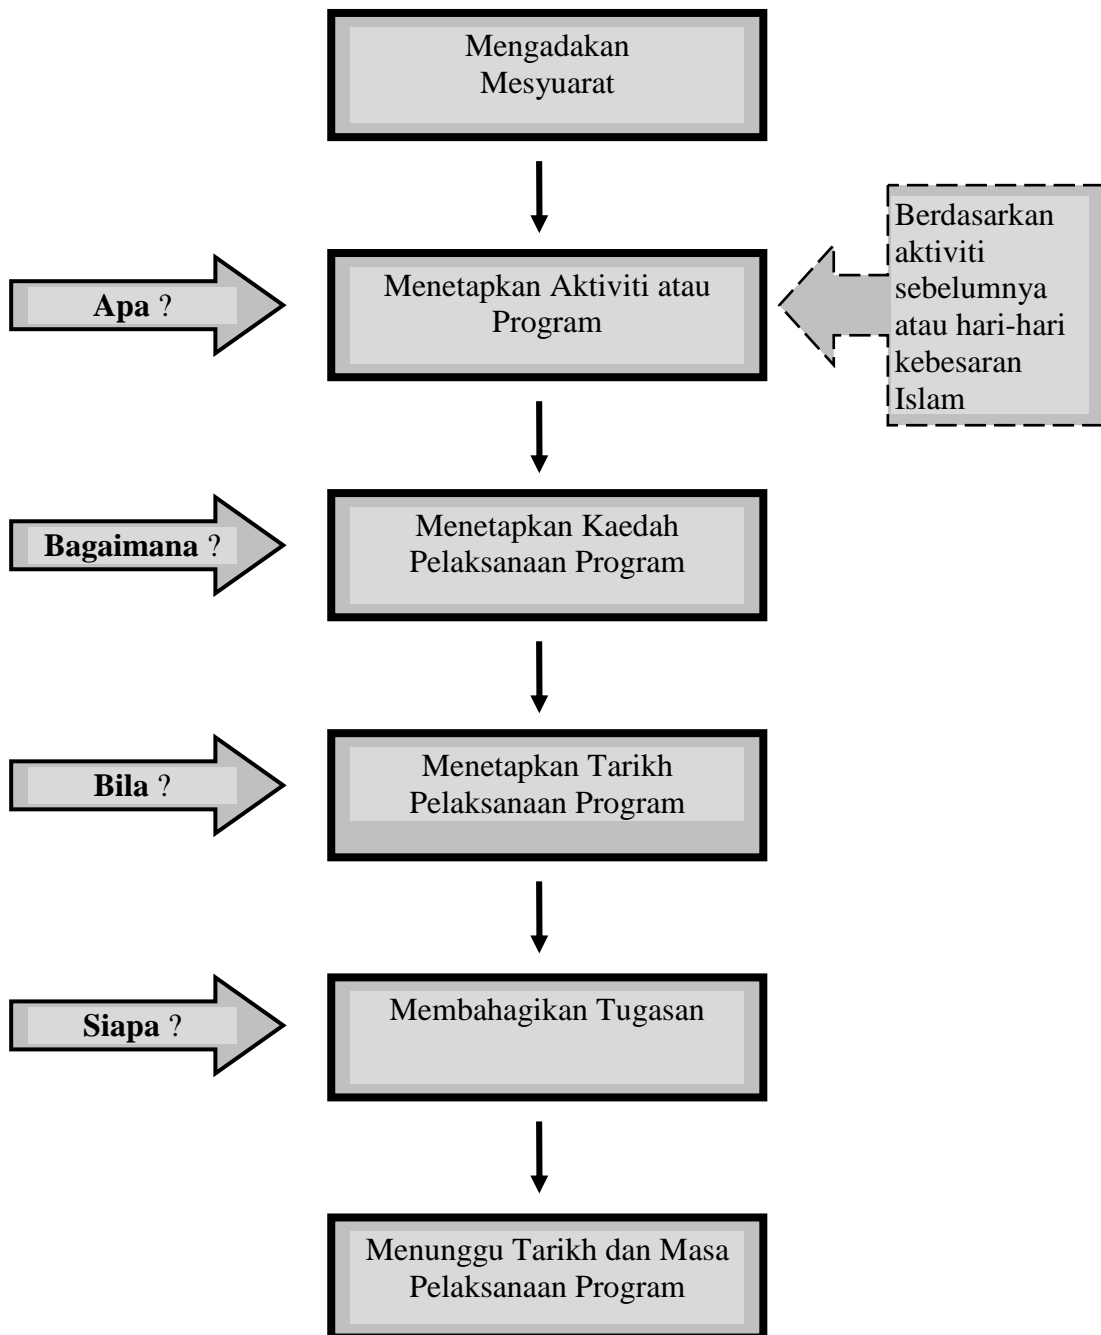 Mengadakan
Mesyuarat
Apa ?
Menetapkan Aktiviti atau
Program
Berdasarkan
aktiviti
sebelumnya
atau hari-hari
kebesaran
Islam
Bagaimana ?
Menetapkan Kaedah
Pelaksanaan Program
Bila ?
Menetapkan Tarikh
Pelaksanaan Program
Siapa ?
Membahagikan Tugasan
Menunggu Tarikh dan Masa
Pelaksanaan Program